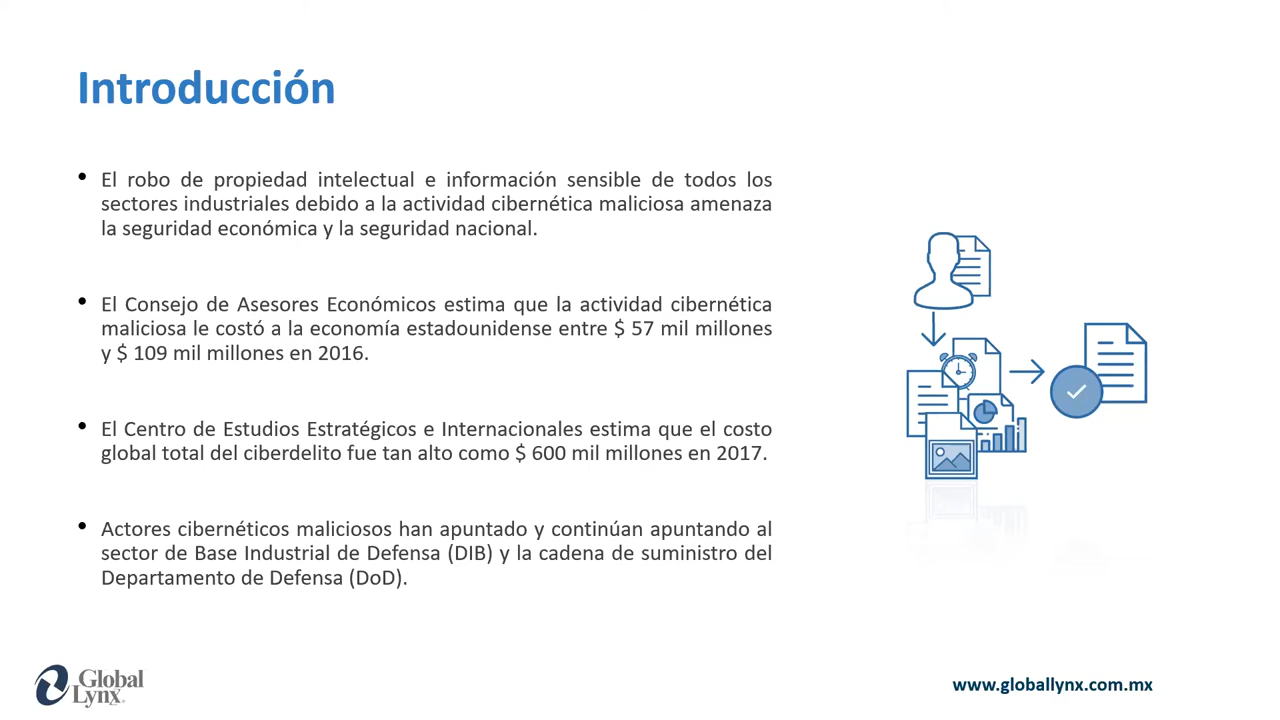 Introducción
• El robo de propiedad intelectual e información sensible de todos los
sectores industriales debido a la actividad cibernética maliciosa amenaza
la seguridad económica y la seguridad nacional.
• El Consejo de Asesores Económicos estima que la actividad cibernética
maliciosa le costó a la economía estadounidense entre $ 57 mil millones
y $ 109 mil millones en 2016.
• El Centro de Estudios Estratégicos e Internacionales estima que el costo
global total del ciberdelito fue tan alto como $ 600 mil millones en 2017.
• Actores cibernéticos maliciosos han apuntado y continúan apuntando al
sector de Base Industrial de Defensa (DIB) y la cadena de suministro del
Departamento de Defensa (DoD).
Global
Lynx®
www.globallynx.com.mx